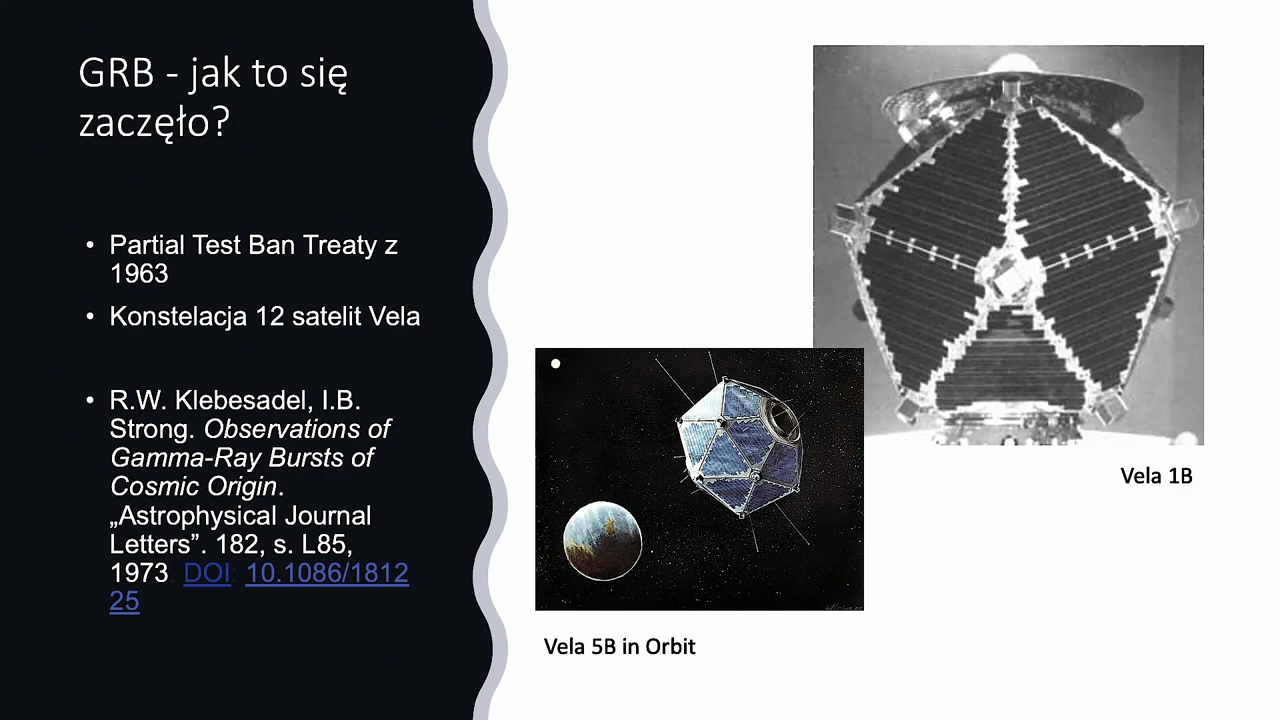 GRB - jak to się
zaczęło?
• Partial Test Ban Treaty z
1963
• Konstelacja 12 satelit Vela
• R.W. Klebesadel, I.B.
Strong. Observations of
Gamma-Ray Bursts of
Cosmic Origin.
„Astrophysical Journal
Letters”. 182, s. L85,
1973. DOI: 10.1086/1812
25
Vela 1B
Vela 5B in Orbit